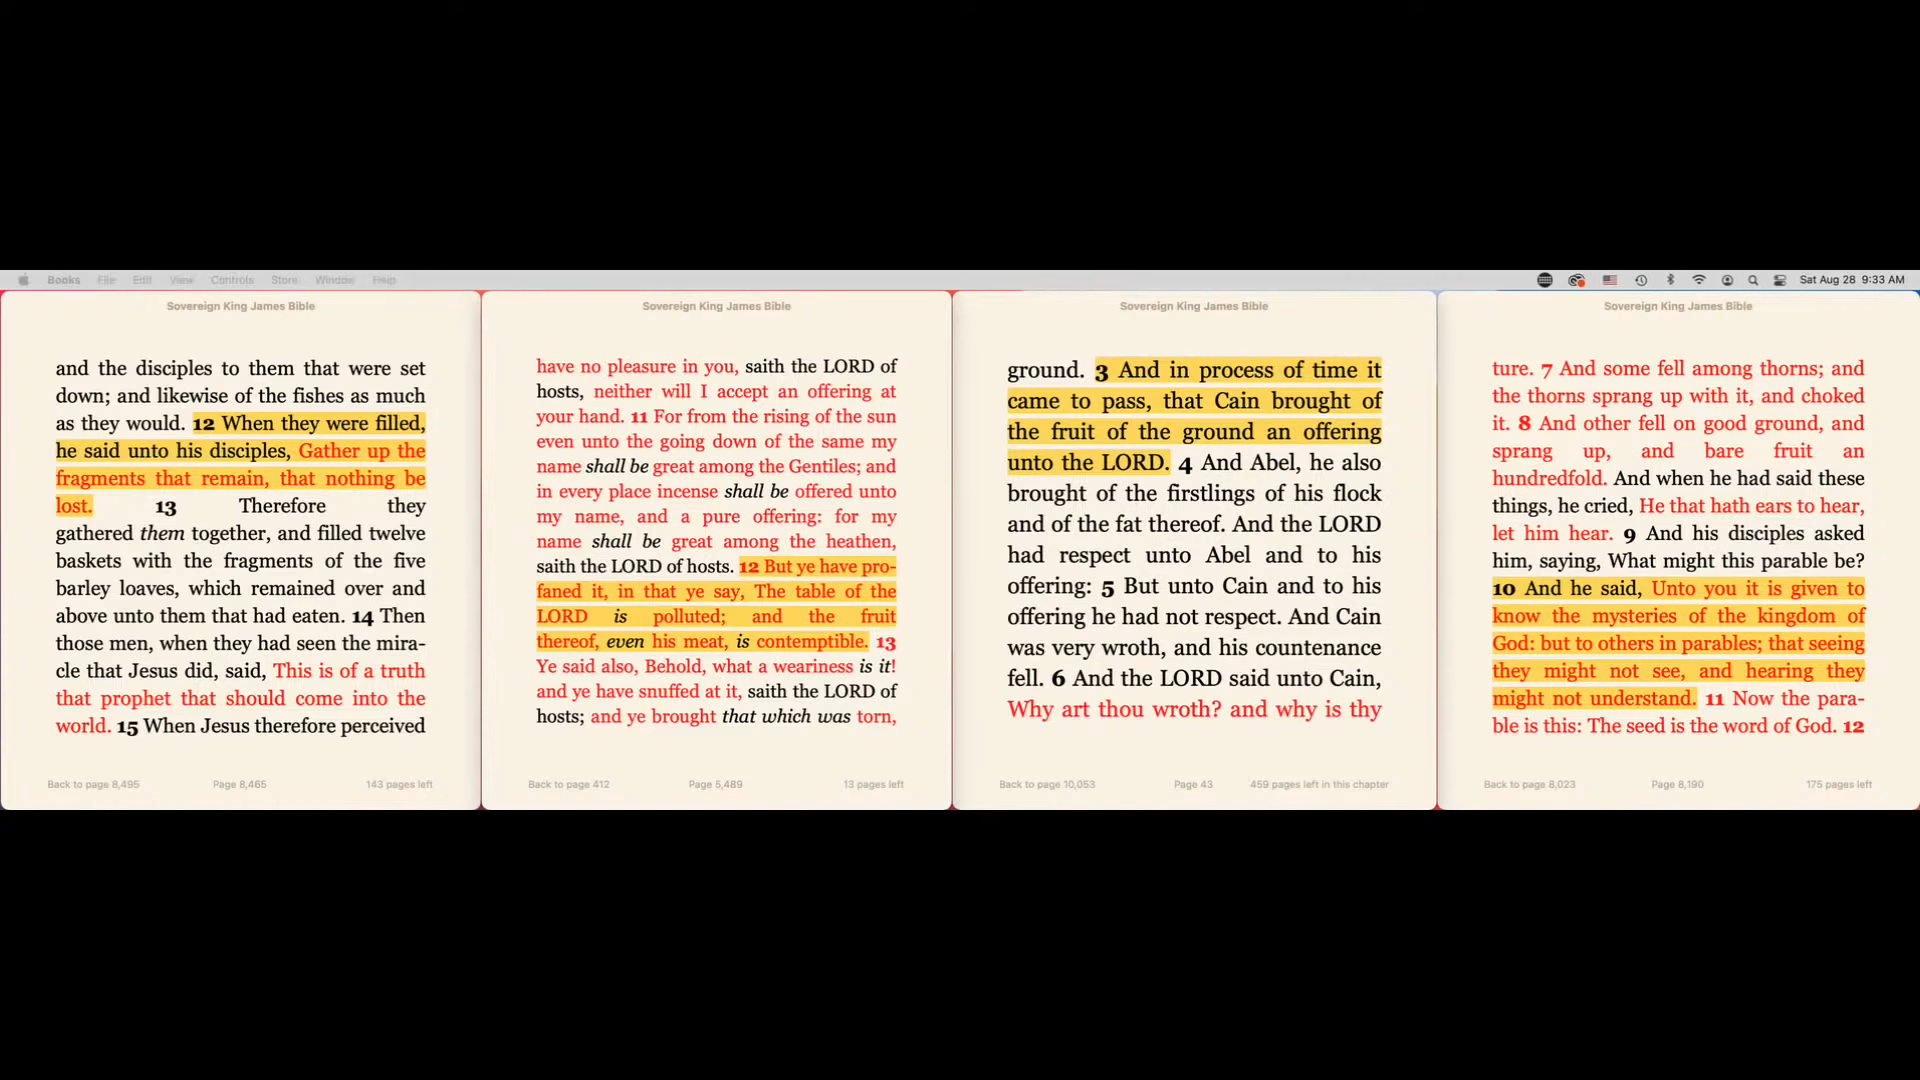 Books File Edit View Controls Store Window Help Sat Aug 28 9:33 AM
Sovereign King James Bible
and the disciples to them that were set
down; and likewise of the fishes as much
as they would. 12 When they were filled,
he said unto his disciples, Gather up the
fragments that remain, that nothing be
lost. 13 Therefore they
gathered them together, and filled twelve
baskets with the fragments of the five
barley loaves, which remained over and
above unto them that had eaten. 14 Then
those men, when they had seen the mira-
cle that Jesus did, said, This is of a truth
that prophet that should come into the
world. 15 When Jesus therefore perceived
Back to page 8,495 Page 8,465 143 pages left
Sovereign King James Bible
have no pleasure in you, saith the LORD of
hosts, neither will I accept an offering at
your hand. 11 For from the rising of the sun
even unto the going down of the same my
name shall be great among the Gentiles; and
in every place incense shall be offered unto
my name, and a pure offering: for my
name shall be great among the heathen,
saith the LORD of hosts. 12 But ye have pro-
faned it, in that ye say, The table of the
LORD is polluted; and the fruit
thereof, even his meat, is contemptible. 13
Ye said also, Behold, what a weariness is it!
and ye have snuffed at it, saith the LORD of
hosts; and ye brought that which was torn,
Back to page 412 Page 5,489 13 pages left
Sovereign King James Bible
ground. 3 And in process of time it
came to pass, that Cain brought of
the fruit of the ground an offering
unto the LORD. 4 And Abel, he also
brought of the firstlings of his flock
and of the fat thereof. And the LORD
had respect unto Abel and to his
offering: 5 But unto Cain and to his
offering he had not respect. And Cain
was very wroth, and his countenance
fell. 6 And the LORD said unto Cain,
Why art thou wroth? and why is thy
Back to page 10,053 Page 43 459 pages left in this chapter
Sovereign King James Bible
ture. 7 And some fell among thorns; and
the thorns sprang up with it, and choked
it. 8 And other fell on good ground, and
sprang up, and bare fruit an
hundredfold. And when he had said these
things, he cried, He that hath ears to hear,
let him hear. 9 And his disciples asked
him, saying, What might this parable be?
10 And he said, Unto you it is given to
know the mysteries of the kingdom of
God: but to others in parables; that seeing
they might not see, and hearing they
might not understand. 11 Now the para-
ble is this: The seed is the word of God. 12
Back to page 8,023 Page 8,190 175 pages left